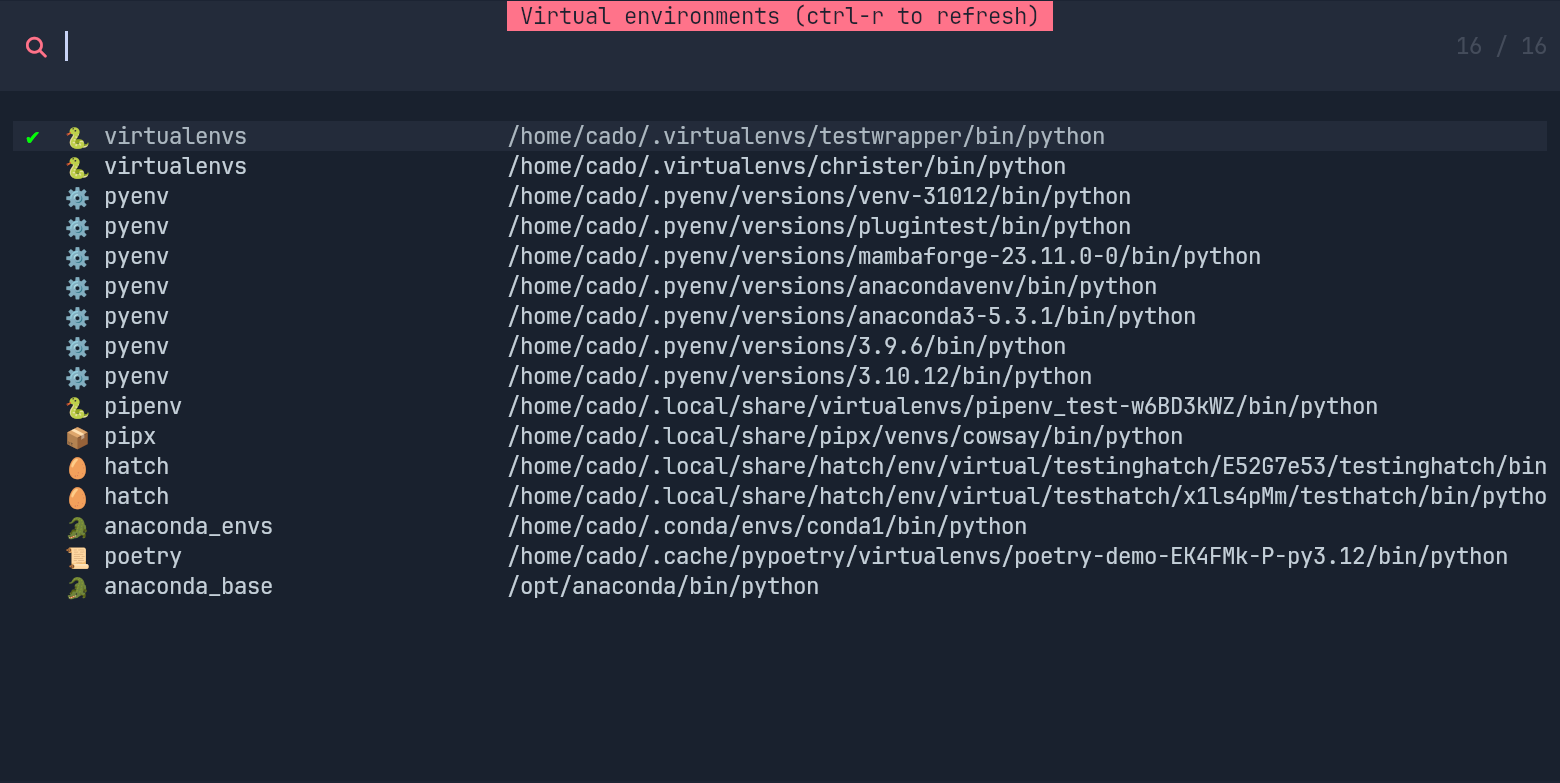 Virtual environments (ctrl-r to refresh)
16 / 16
✔ 🐍 virtualenvs /home/cado/.virtualenvs/testwrapper/bin/python
🐍 virtualenvs /home/cado/.virtualenvs/christer/bin/python
⚙️ pyenv /home/cado/.pyenv/versions/venv-31012/bin/python
⚙️ pyenv /home/cado/.pyenv/versions/plugintest/bin/python
⚙️ pyenv /home/cado/.pyenv/versions/mambaforge-23.11.0-0/bin/python
⚙️ pyenv /home/cado/.pyenv/versions/anacondavenv/bin/python
⚙️ pyenv /home/cado/.pyenv/versions/anaconda3-5.3.1/bin/python
⚙️ pyenv /home/cado/.pyenv/versions/3.9.6/bin/python
⚙️ pyenv /home/cado/.pyenv/versions/3.10.12/bin/python
🐍 pipenv /home/cado/.local/share/virtualenvs/pipenv_test-w6BD3kWZ/bin/python
📦 pipx /home/cado/.local/share/pipx/venvs/cowsay/bin/python
🥚 hatch /home/cado/.local/share/hatch/env/virtual/testinghatch/E52G7e53/testinghatch/bin
🥚 hatch /home/cado/.local/share/hatch/env/virtual/testhatch/x1ls4pMm/testhatch/bin/pytho
🐊 anaconda_envs /home/cado/.conda/envs/conda1/bin/python
📜 poetry /home/cado/.cache/pypoetry/virtualenvs/poetry-demo-EK4FMk-P-py3.12/bin/python
🐊 anaconda_base /opt/anaconda/bin/python